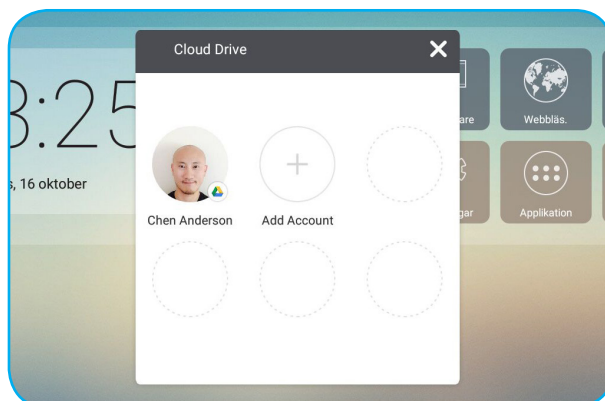 Cloud Drive
3:25
are
Webbläs.
s, 16 oktober
gar
Applikation
Chen Anderson
Add Account